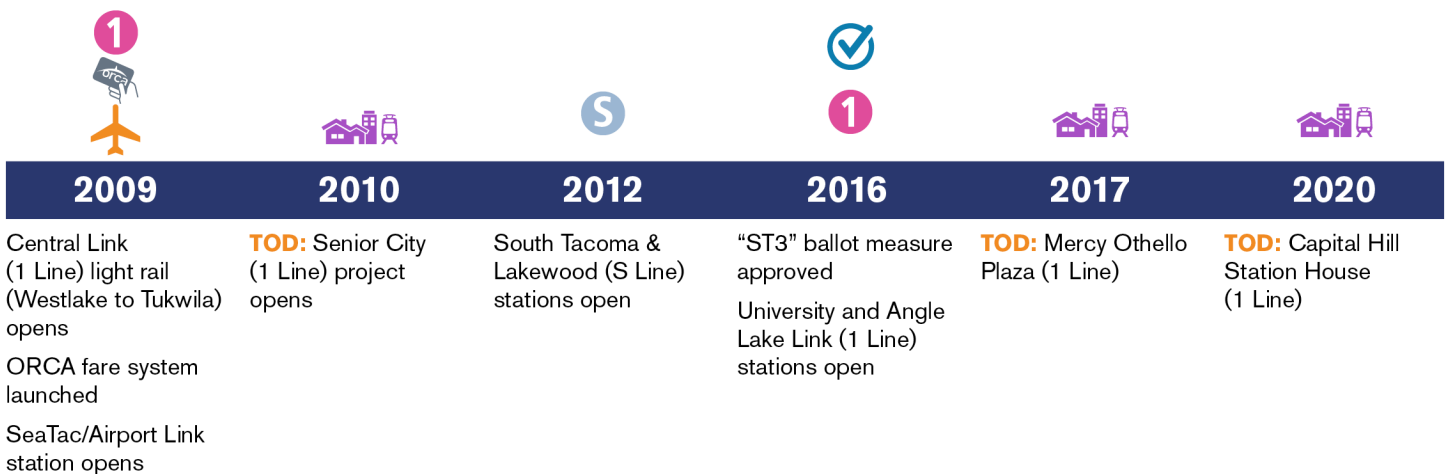 1
orca
S
1
2009
2010
2012
2016
2017
2020
Central Link
(1 Line) light rail
(Westlake to Tukwila)
opens
ORCA fare system
launched
SeaTac/Airport Link
station opens
TOD: Senior City
(1 Line) project
opens
South Tacoma &
Lakewood (S Line)
stations open
“ST3” ballot measure
approved
University and Angle
Lake Link (1 Line)
stations open
TOD: Mercy Othello
Plaza (1 Line)
TOD: Capital Hill
Station House
(1 Line)